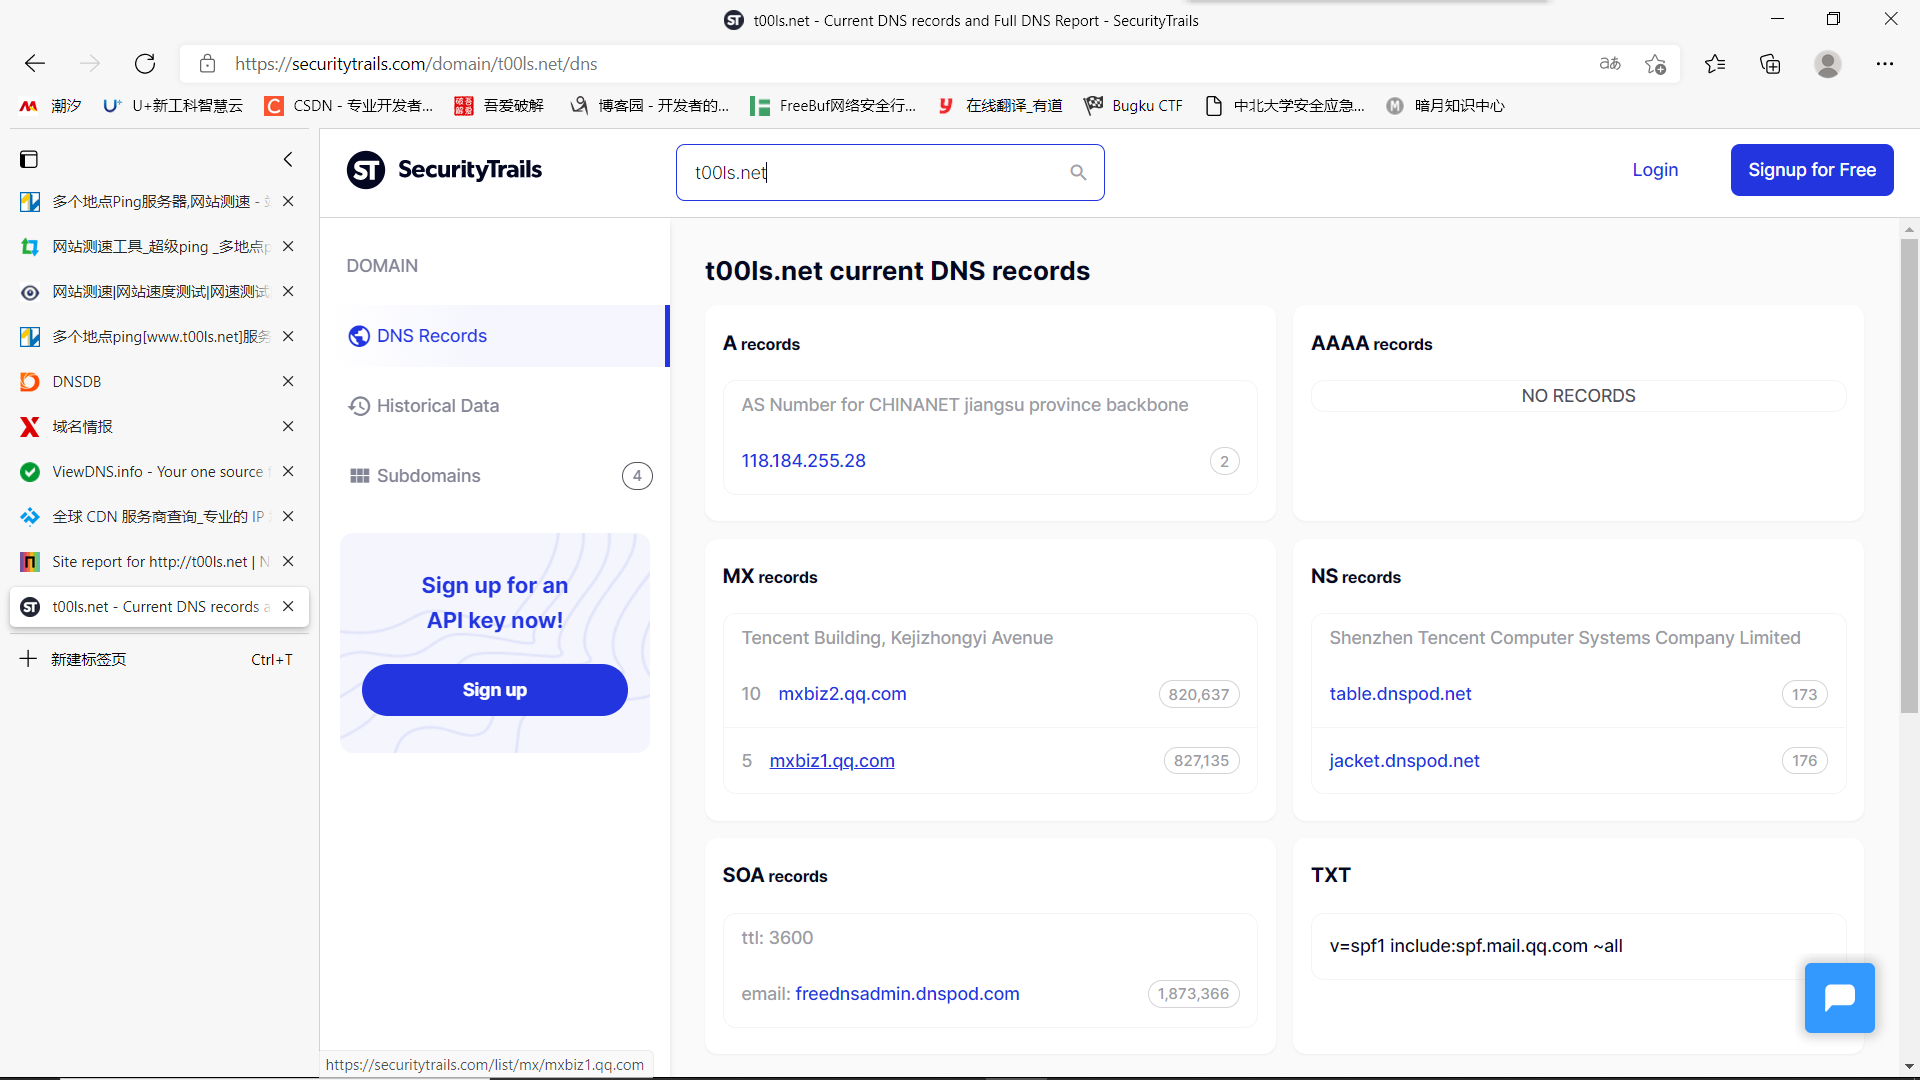 t00ls.net - Current DNS records and Full DNS Report - SecurityTrails
https://securitytrails.com/domain/t00ls.net/dns
aあ
潮汐
U+新工科智慧云
CSDN - 专业开发者...
吾爱破解
博客园 - 开发者的...
FreeBuf网络安全行...
在线翻译_有道
Bugku CTF
中北大学安全应急...
暗月知识中心
多个地点Ping服务器,网站测速 -
网站测速工具_超级ping _多地点p
网站测速|网站速度测试|网速测试
多个地点ping[www.t00ls.net]服务
DNSDB
域名情报
ViewDNS.info - Your one source
全球 CDN 服务商查询_专业的 IP
Site report for http://t00ls.net | N
t00ls.net - Current DNS records a
新建标签页 Ctrl+T
ST SecurityTrails
t00ls.net
Login
Signup for Free
DOMAIN
DNS Records
Historical Data
Subdomains 4
Sign up for an
API key now!
Sign up
t00ls.net current DNS records
A records
AS Number for CHINANET jiangsu province backbone
118.184.255.28 2
AAAA records
NO RECORDS
MX records
Tencent Building, Kejizhongyi Avenue
10 mxbiz2.qq.com 820,637
5 mxbiz1.qq.com 827,135
NS records
Shenzhen Tencent Computer Systems Company Limited
table.dnspod.net 173
jacket.dnspod.net 176
SOA records
ttl: 3600
email: freednsadmin.dnspod.com 1,873,366
TXT
v=spf1 include:spf.mail.qq.com ~all
https://securitytrails.com/list/mx/mxbiz1.qq.com